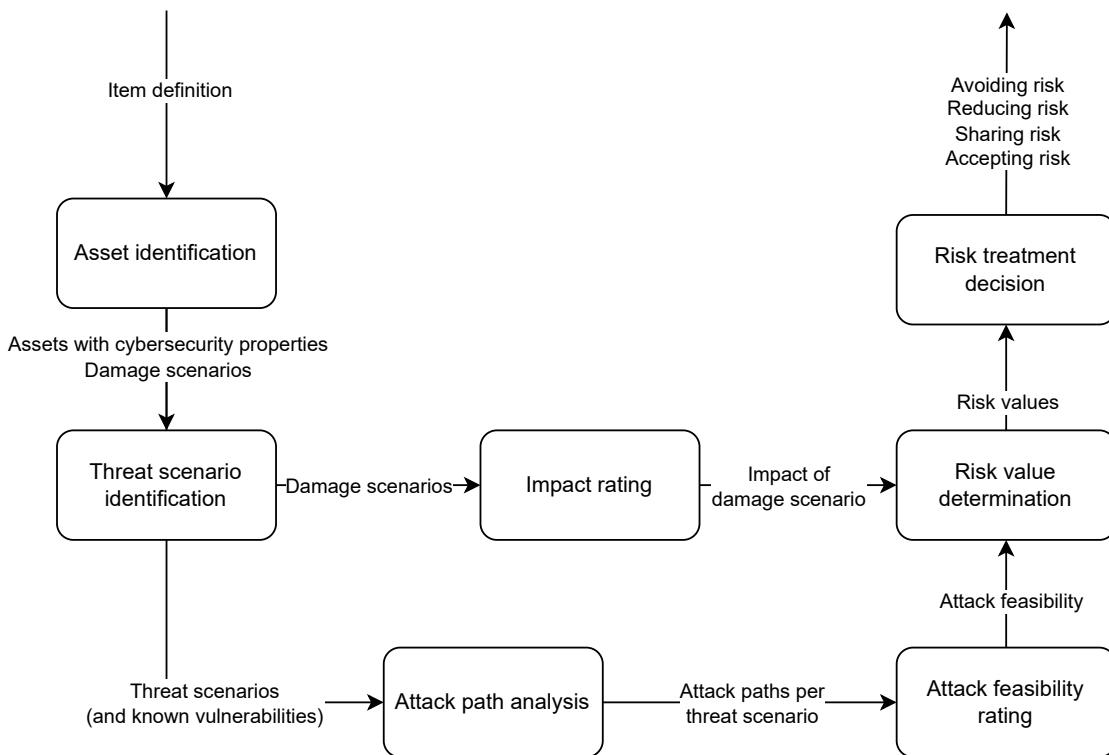 Item definition
Asset identification
Assets with cybersecurity properties
Damage scenarios
Threat scenario
identification
Damage scenarios
Impact rating
Impact of
damage scenario
Risk value
determination
Threat scenarios
(and known vulnerabilities)
Attack path analysis
Attack paths per
threat scenario
Attack feasibility
rating
Attack feasibility
Risk values
Risk treatment
decision
Avoiding risk
Reducing risk
Sharing risk
Accepting risk